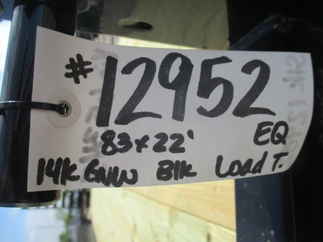 #12952
83x22' EQ
14K GVW Blk Load T.